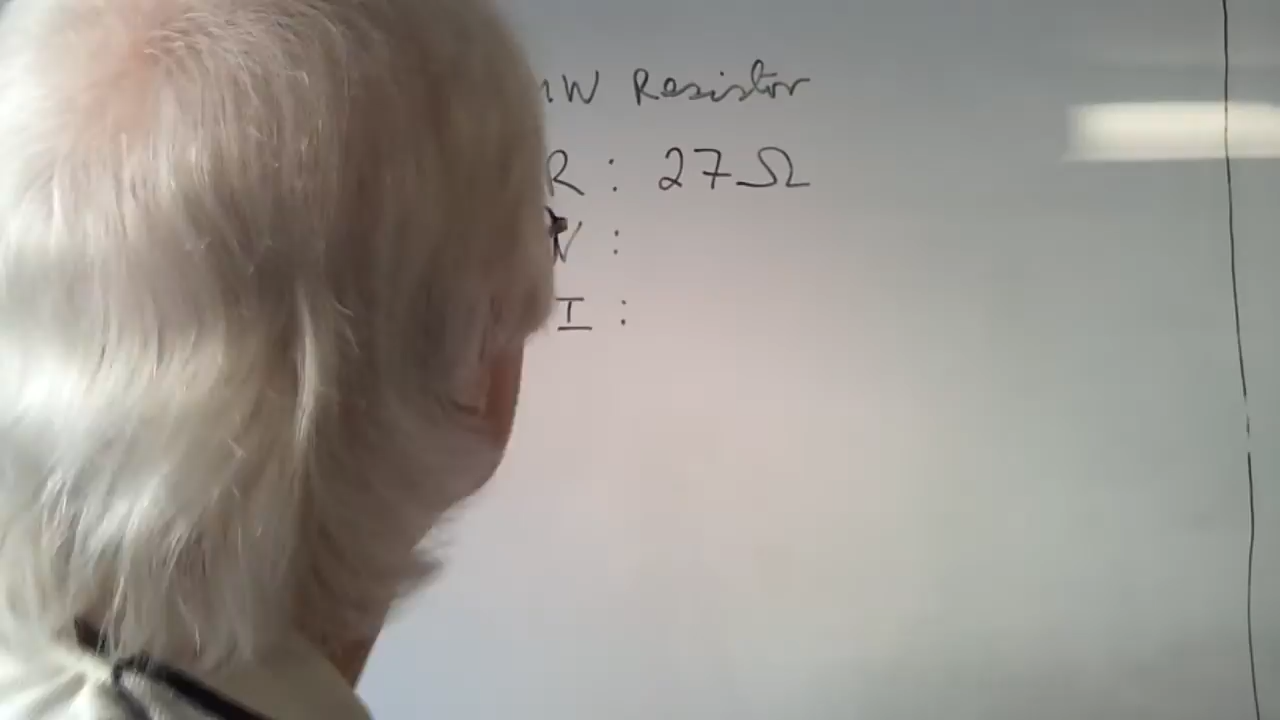 W Resistor
R : 27Ω
V :
I :